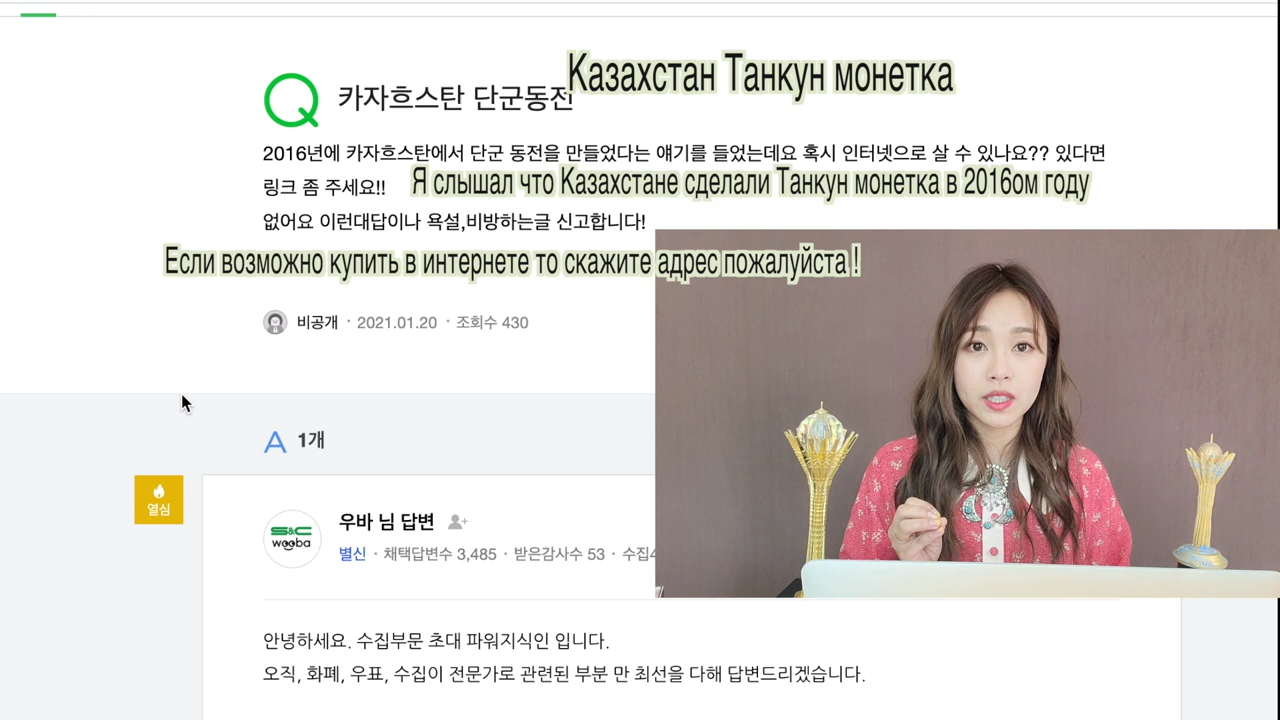 Казахстан Танкун монетка
카자흐스탄 단군동전
2016년에 카자흐스탄에서 단군 동전을 만들었다는 얘기를 들었는데요 혹시 인터넷으로 살 수 있나요?? 있다면
링크 좀 주세요!!
Я слышал что Казахстане сделали Танкун монетка в 2016ом году
없어요 이런대답이나 욕설,비방하는글 신고합니다!
Если возможно купить в интернете то скажите адрес пожалуйста !
비공개 · 2021.01.20 · 조회수 430
A 1개
열심
S&C
wooba
우바 님 답변
별신 · 채택답변수 3,485 · 받은감사수 53 · 수집
안녕하세요. 수집부문 초대 파워지식인 입니다.
오직, 화폐, 우표, 수집이 전문가로 관련된 부분 만 최선을 다해 답변드리겠습니다.